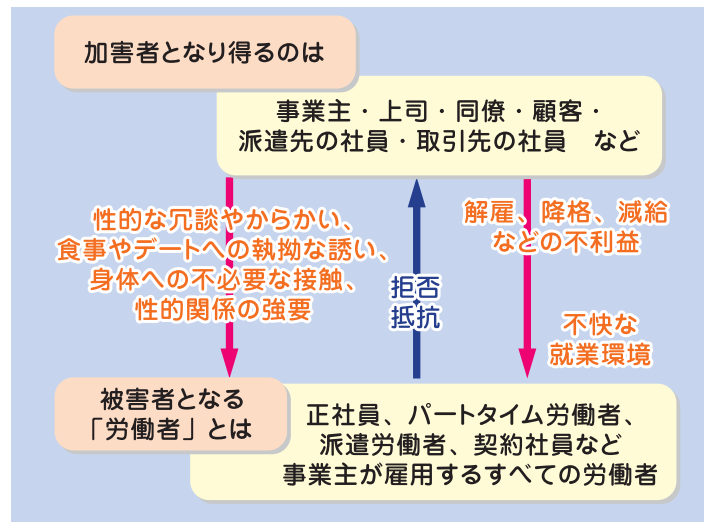 加害者となり得るのは
事業主・上司・同僚・顧客・
派遣先の社員・取引先の社員　など
性的な冗談やからかい、
食事やデートへの執拗な誘い、
身体への不必要な接触、
性的関係の強要
拒否
抵抗
解雇、降格、減給
などの不利益
不快な
就業環境
被害者となる
「労働者」とは
正社員、パートタイム労働者、
派遣労働者、契約社員など
事業主が雇用するすべての労働者